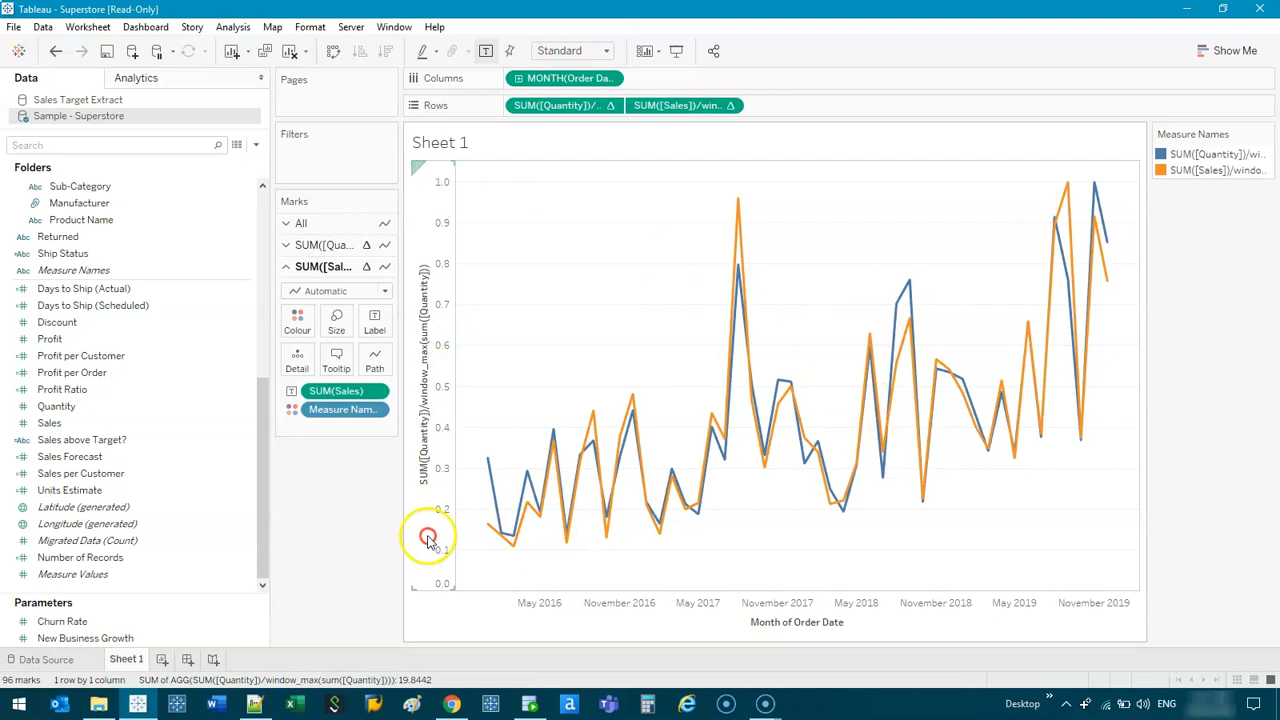 Tableau - Superstore [Read-Only]
File Data Worksheet Dashboard Story Analysis Map Format Server Window Help
Standard
Show Me
Data Analytics
Sales Target Extract
Sample - Superstore
Search
Folders
Sub-Category
Manufacturer
Product Name
Returned
Ship Status
Measure Names
Days to Ship (Actual)
Days to Ship (Scheduled)
Discount
Profit
Profit per Customer
Profit per Order
Profit Ratio
Quantity
Sales
Sales above Target?
Sales Forecast
Sales per Customer
Units Estimate
Latitude (generated)
Longitude (generated)
Migrated Data (Count)
Number of Records
Measure Values
Parameters
Churn Rate
New Business Growth
Pages
Filters
Marks
All
SUM([Qua...
SUM([Sal...
Automatic
Colour Size Label
Detail Tooltip Path
SUM(Sales)
Measure Nam..
Columns MONTH(Order Da..
Rows SUM([Quantity])/.. SUM([Sales])/win..
Sheet 1
SUM([Quantity])/window_max(sum([Quantity]))
1.0
0.9
0.8
0.7
0.6
0.5
0.4
0.3
0.2
0.1
0.0
May 2016 November 2016 May 2017 November 2017 May 2018 November 2018 May 2019 November 2019
Month of Order Date
Measure Names
SUM([Quantity])/wi...
SUM([Sales])/windo...
Data Source Sheet 1
96 marks 1 row by 1 column SUM of AGG(SUM([Quantity])/window_max(sum([Quantity]))): 19.8442
Desktop ENG